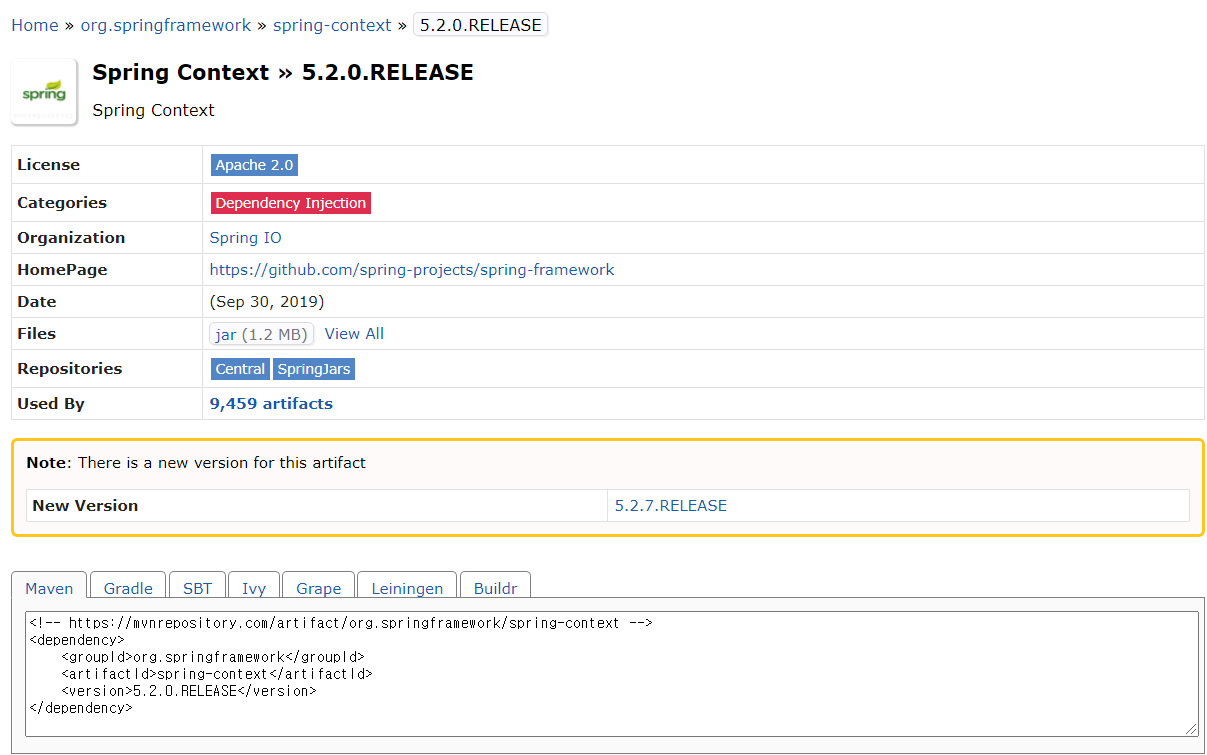 Home » org.springframework » spring-context » 5.2.0.RELEASE
spring
Spring Context » 5.2.0.RELEASE
Spring Context
License Apache 2.0
Categories Dependency Injection
Organization Spring IO
HomePage https://github.com/spring-projects/spring-framework
Date (Sep 30, 2019)
Files jar (1.2 MB) View All
Repositories Central SpringJars
Used By 9,459 artifacts
Note: There is a new version for this artifact
New Version 5.2.7.RELEASE
Maven Gradle SBT Ivy Grape Leiningen Buildr
<!-- https://mvnrepository.com/artifact/org.springframework/spring-context -->
<dependency>
    <groupId>org.springframework</groupId>
    <artifactId>spring-context</artifactId>
    <version>5.2.0.RELEASE</version>
</dependency>